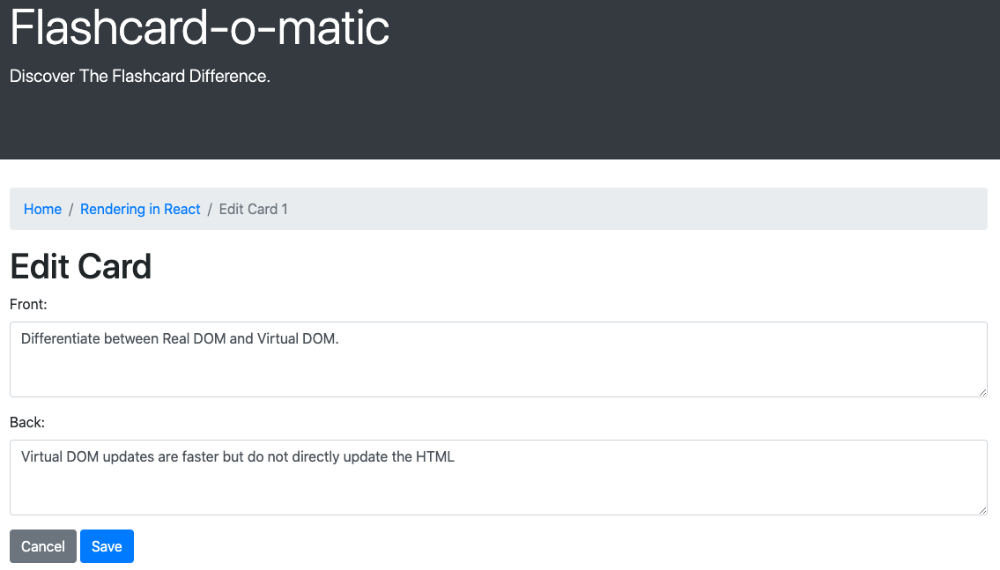 Flashcard-o-matic
Discover The Flashcard Difference.
Home / Rendering in React / Edit Card 1
Edit Card
Front:
Differentiate between Real DOM and Virtual DOM.
Back:
Virtual DOM updates are faster but do not directly update the HTML
Cancel Save